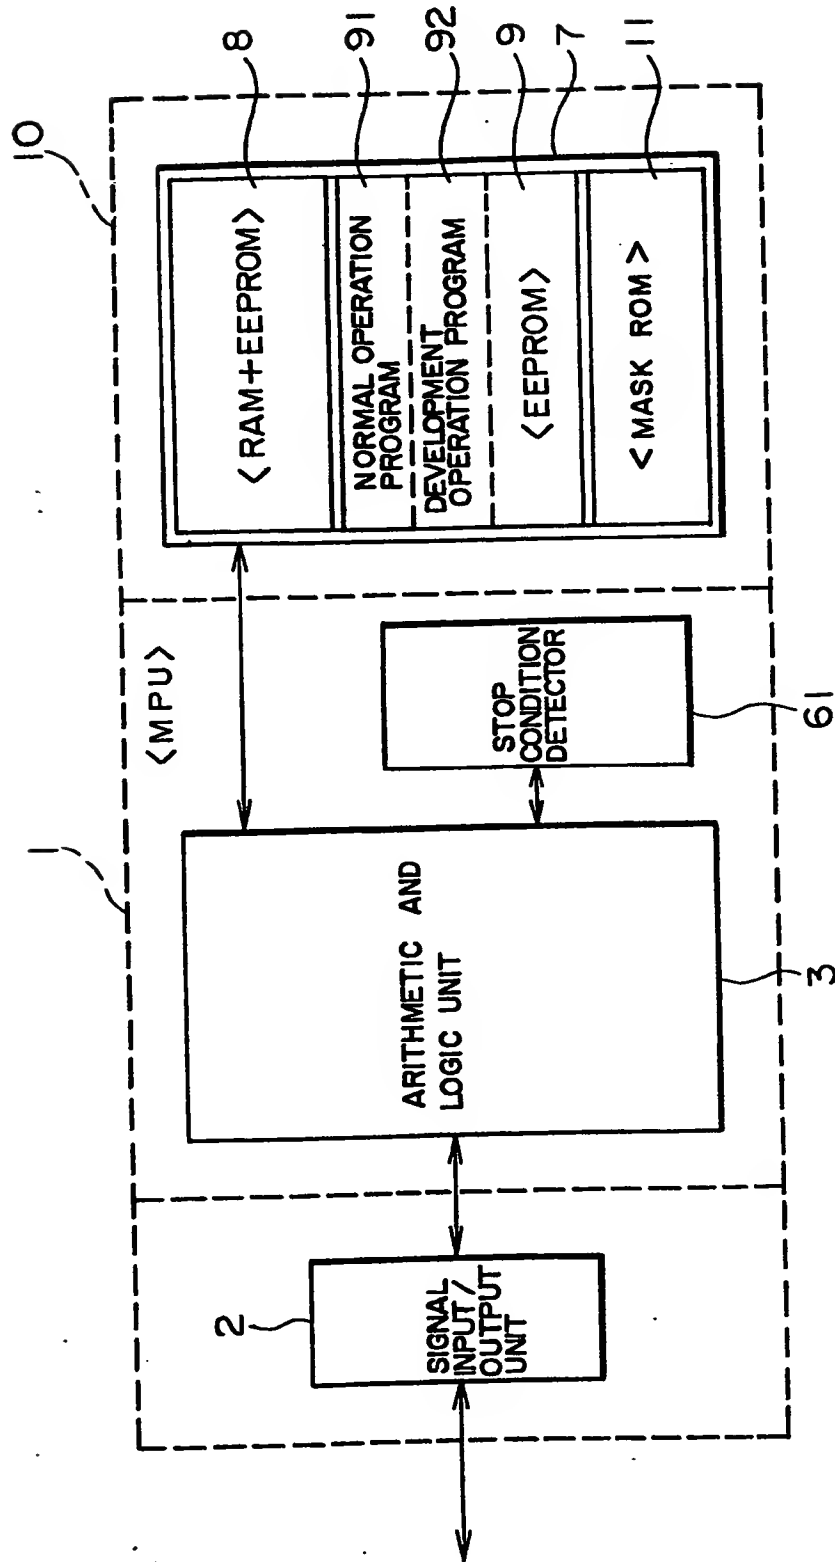 10
1
<MPU>
8
91
92
9
7
11
<RAM+EEPROM>
NORMAL OPERATION
PROGRAM
DEVELOPMENT
OPERATION PROGRAM
<EEPROM>
<MASK ROM>
2
SIGNAL
INPUT/
OUTPUT
UNIT
ARITHMETIC AND
LOGIC UNIT
3
STOP
CONDITION
DETECTOR
61